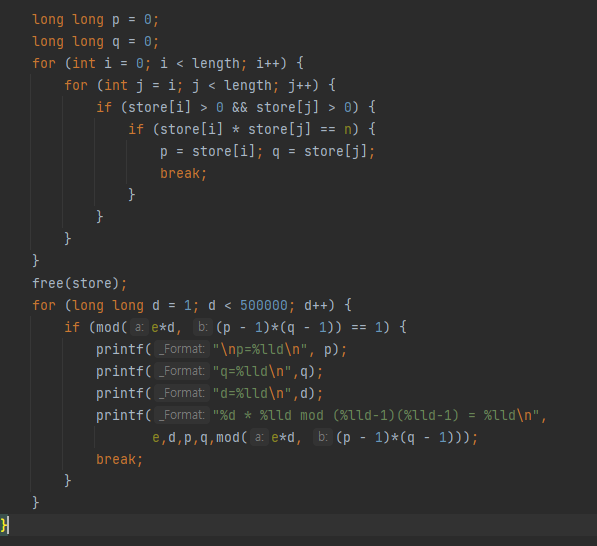 long long p = 0;
long long q = 0;
for (int i = 0; i < length; i++) {
for (int j = i; j < length; j++) {
if (store[i] > 0 && store[j] > 0) {
if (store[i] * store[j] == n) {
p = store[i]; q = store[j];
break;
}
}
}
}
free(store);
for (long long d = 1; d < 500000; d++) {
if (mod( a: e*d, b: (p - 1)*(q - 1)) == 1) {
printf( _Format: "\np=%lld\n", p);
printf( _Format: "q=%lld\n",q);
printf( _Format: "d=%lld\n",d);
printf( _Format: "%d * %lld mod (%lld-1)(%lld-1) = %lld\n",
e,d,p,q,mod( a: e*d, b: (p - 1)*(q - 1)));
break;
}
}
}